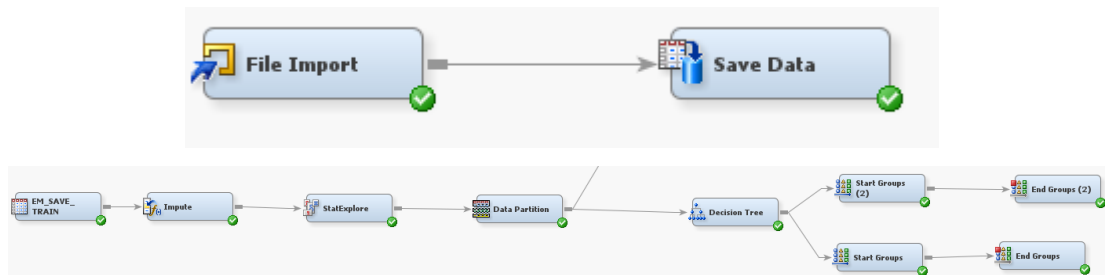 File Import
Save Data
EM_SAVE_
TRAIN
Impute
StatExplore
Data Partition
Decision Tree
Start Groups
(2)
End Groups (2)
Start Groups
End Groups